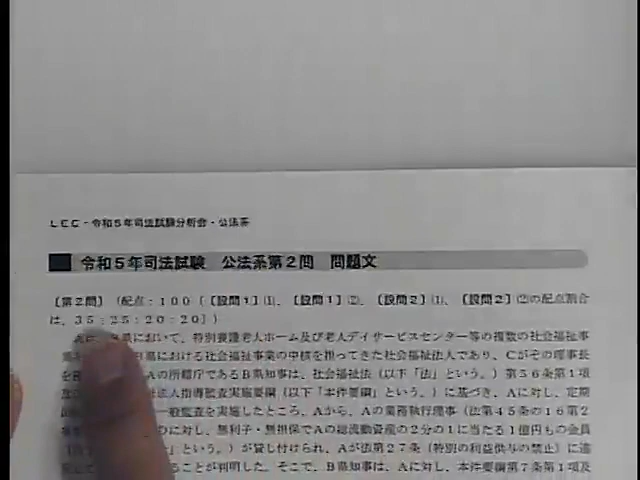 LEC・令和5年司法試験分析会・公法系
令和5年司法試験 公法系第2問 問題文
〔第2問〕(配点:100〔〔設問1〕⑴、〔設問1〕⑵、〔設問2〕⑴、〔設問2〕⑵の配点割合
は、35:25:20:20〕)
県において、特別養護老人ホーム及び老人デイサービスセンター等の複数の社会福祉事
県における社会福祉事業の中核を担ってきた社会福祉法人であり、Cがその理事長
Aの所轄庁であるB県知事は、社会福祉法(以下「法」という。)第56条第1項
法人指導監査実施要綱(以下「本件要綱」という。)に基づき、Aに対し、定期
一般監査を実施したところ、Aから、Aの業務執行理事(法第45条の16第2
に対し、無利子・無担保でAの総流動資産の2分の1に当たる1億円もの金員
」という。)が貸し付けられ、Aが法第27条(特別の利益供与の禁止)に違
ことが判明した。そこで、B県知事は、Aに対し、本件要綱第7条第1項及